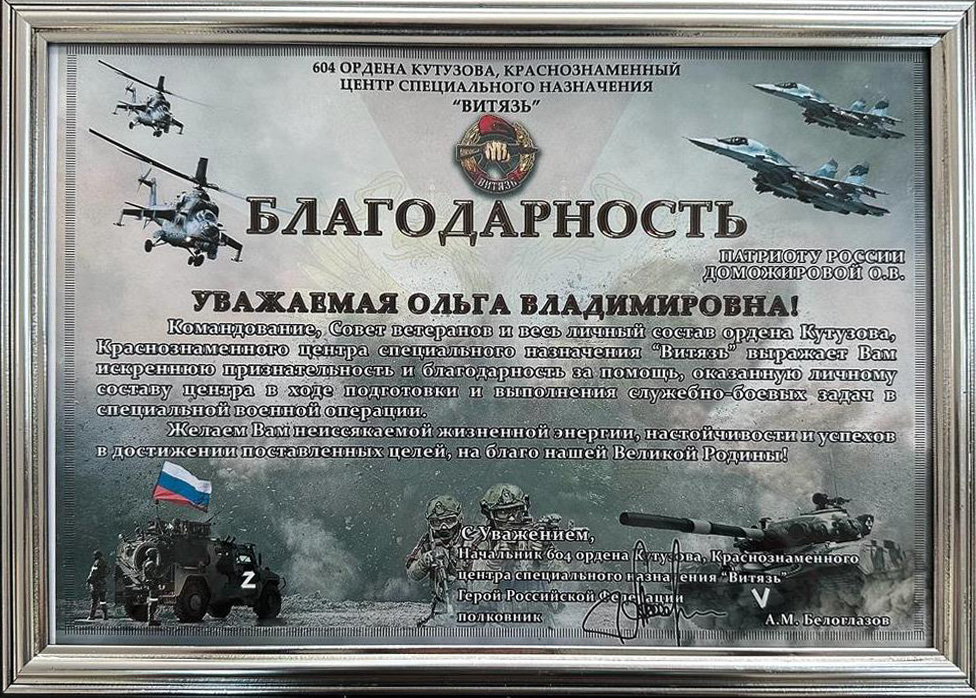 604 ОРДЕНА КУТУЗОВА, КРАСНОЗНАМЕННЫЙ
ЦЕНТР СПЕЦИАЛЬНОГО НАЗНАЧЕНИЯ
“ВИТЯЗЬ”
ВИТЯЗЬ
БЛАГОДАРНОСТЬ
ПАТРИОТУ РОССИИ
ДОМОЖИРОВОЙ О.В.
УВАЖАЕМАЯ ОЛЬГА ВЛАДИМИРОВНА!
Командование, Совет ветеранов и весь личный состав ордена Кутузова,
Краснознаменного центра специального назначения “Витязь” выражает Вам
искреннюю признательность и благодарность за помощь, оказанную личному
составу центра в ходе подготовки и выполнения служебно-боевых задач в
специальной военной операции.
Желаем Вам неиссякаемой жизненной энергии, настойчивости и успехов
в достижении поставленных целей, на благо нашей Великой Родины!
С Уважением,
Начальник 604 ордена Кутузова, Краснознаменного
центра специального назначения “Витязь”
Герой Российской Федерации
полковник
А.М. Белоглазов
Z
V